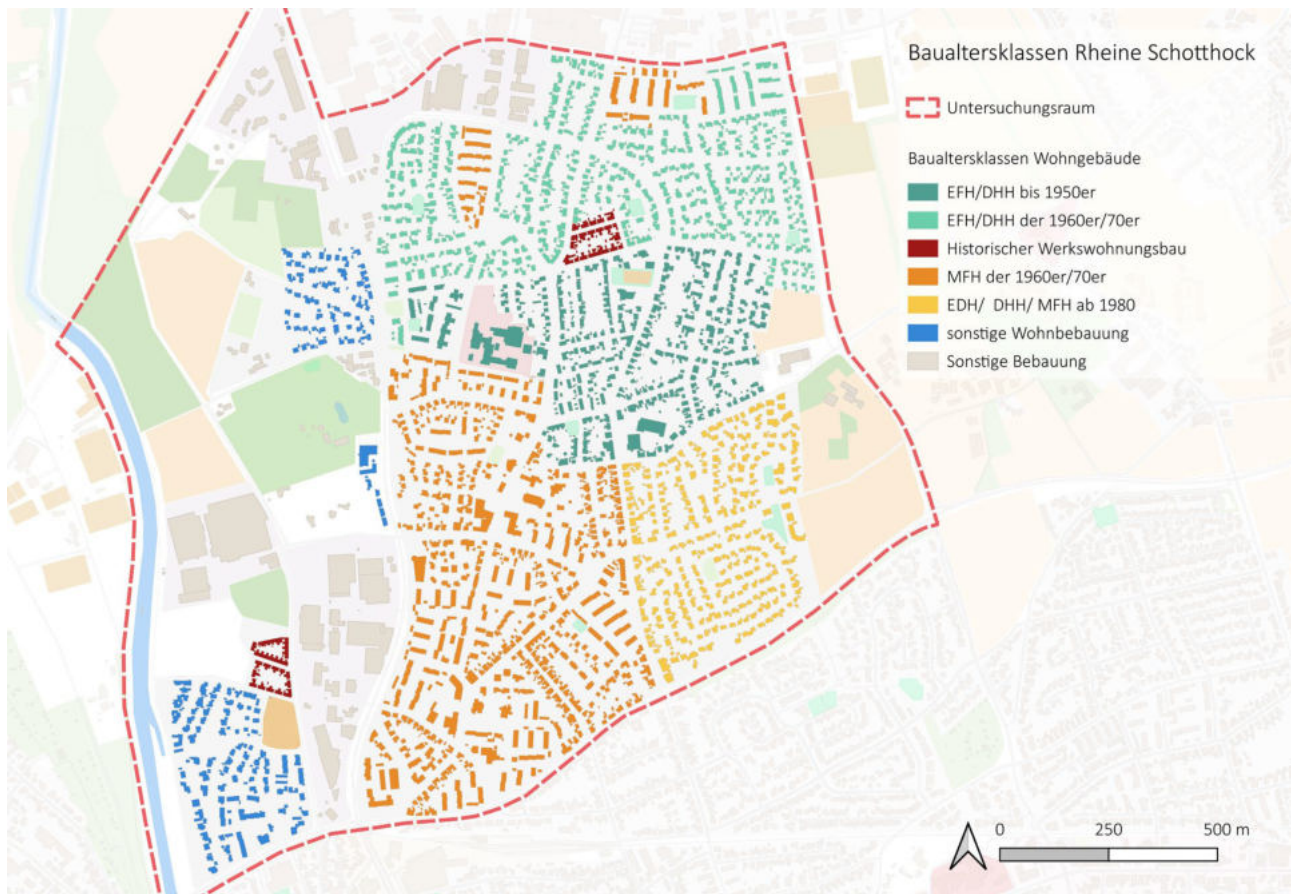 Baualtersklassen Rheine Schotthock
Untersuchungsraum
Baualtersklassen Wohngebäude
EFH/DHH bis 1950er
EFH/DHH der 1960er/70er
Historischer Werkswohnungsbau
MFH der 1960er/70er
EDH/ DHH/ MFH ab 1980
sonstige Wohnbebauung
Sonstige Bebauung
0 250 500 m